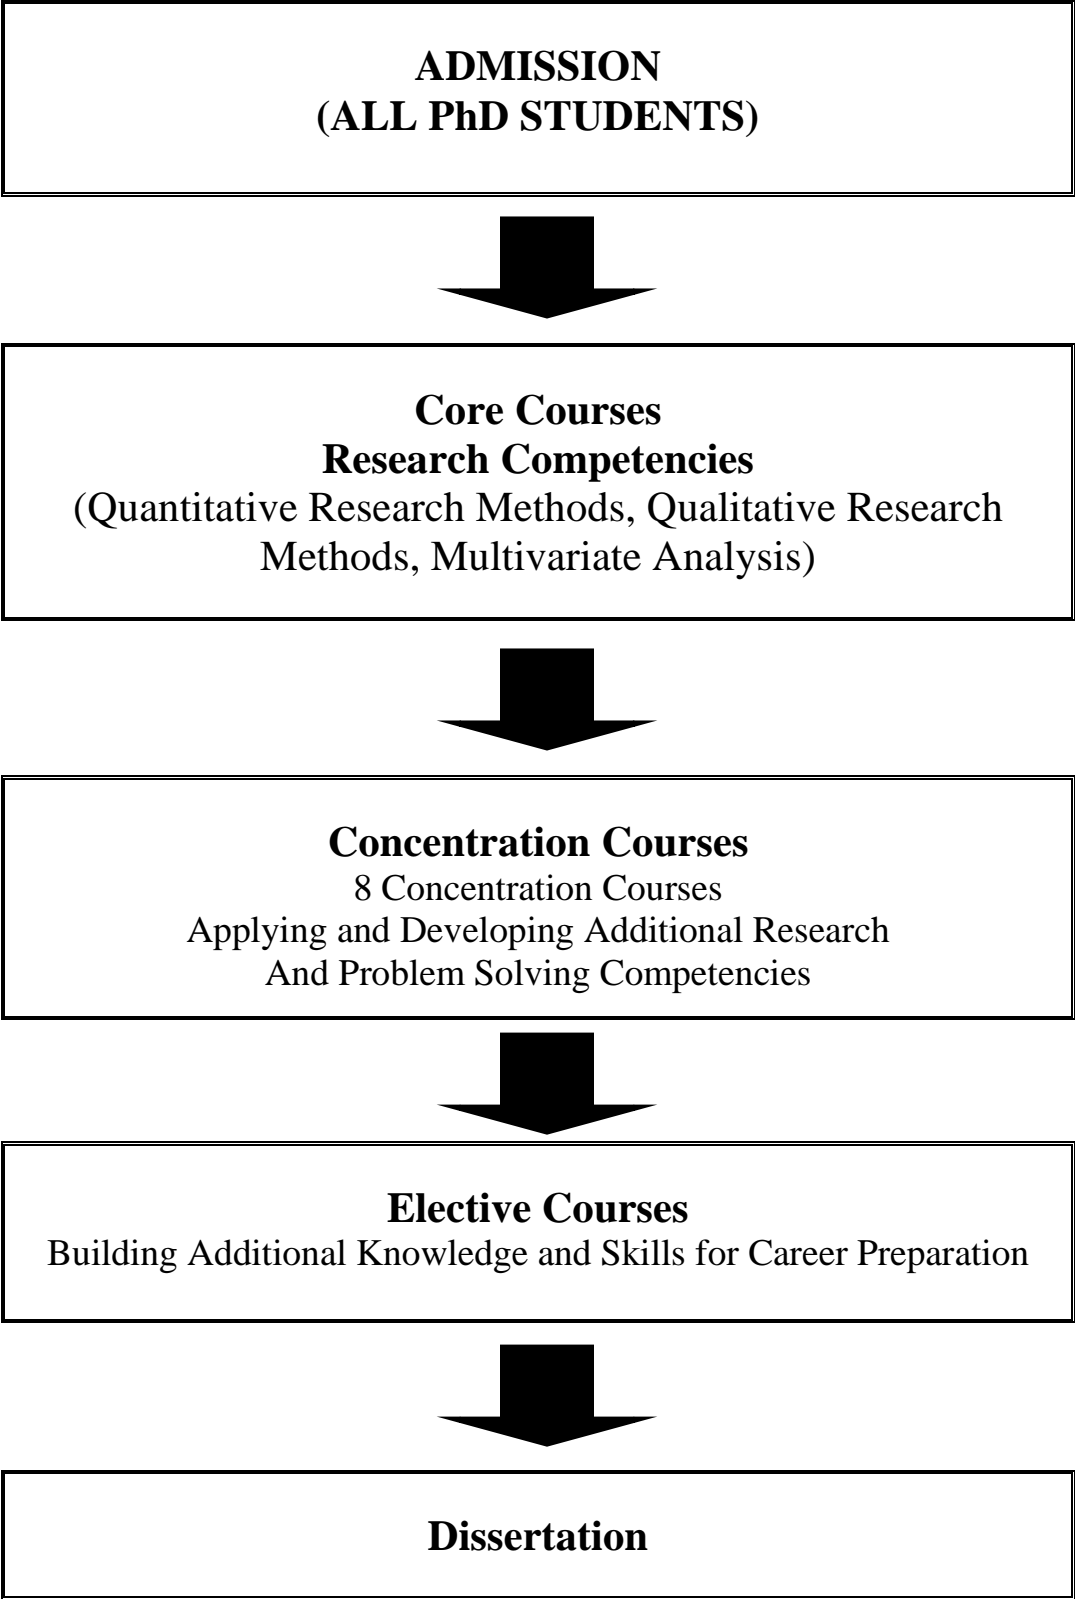 ADMISSION
(ALL PhD STUDENTS)
Core Courses
Research Competencies
(Quantitative Research Methods, Qualitative Research
Methods, Multivariate Analysis)
Concentration Courses
8 Concentration Courses
Applying and Developing Additional Research
And Problem Solving Competencies
Elective Courses
Building Additional Knowledge and Skills for Career Preparation
Dissertation